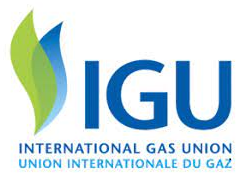 IGU
INTERNATIONAL GAS UNION
UNION INTERNATIONALE DU GAZ